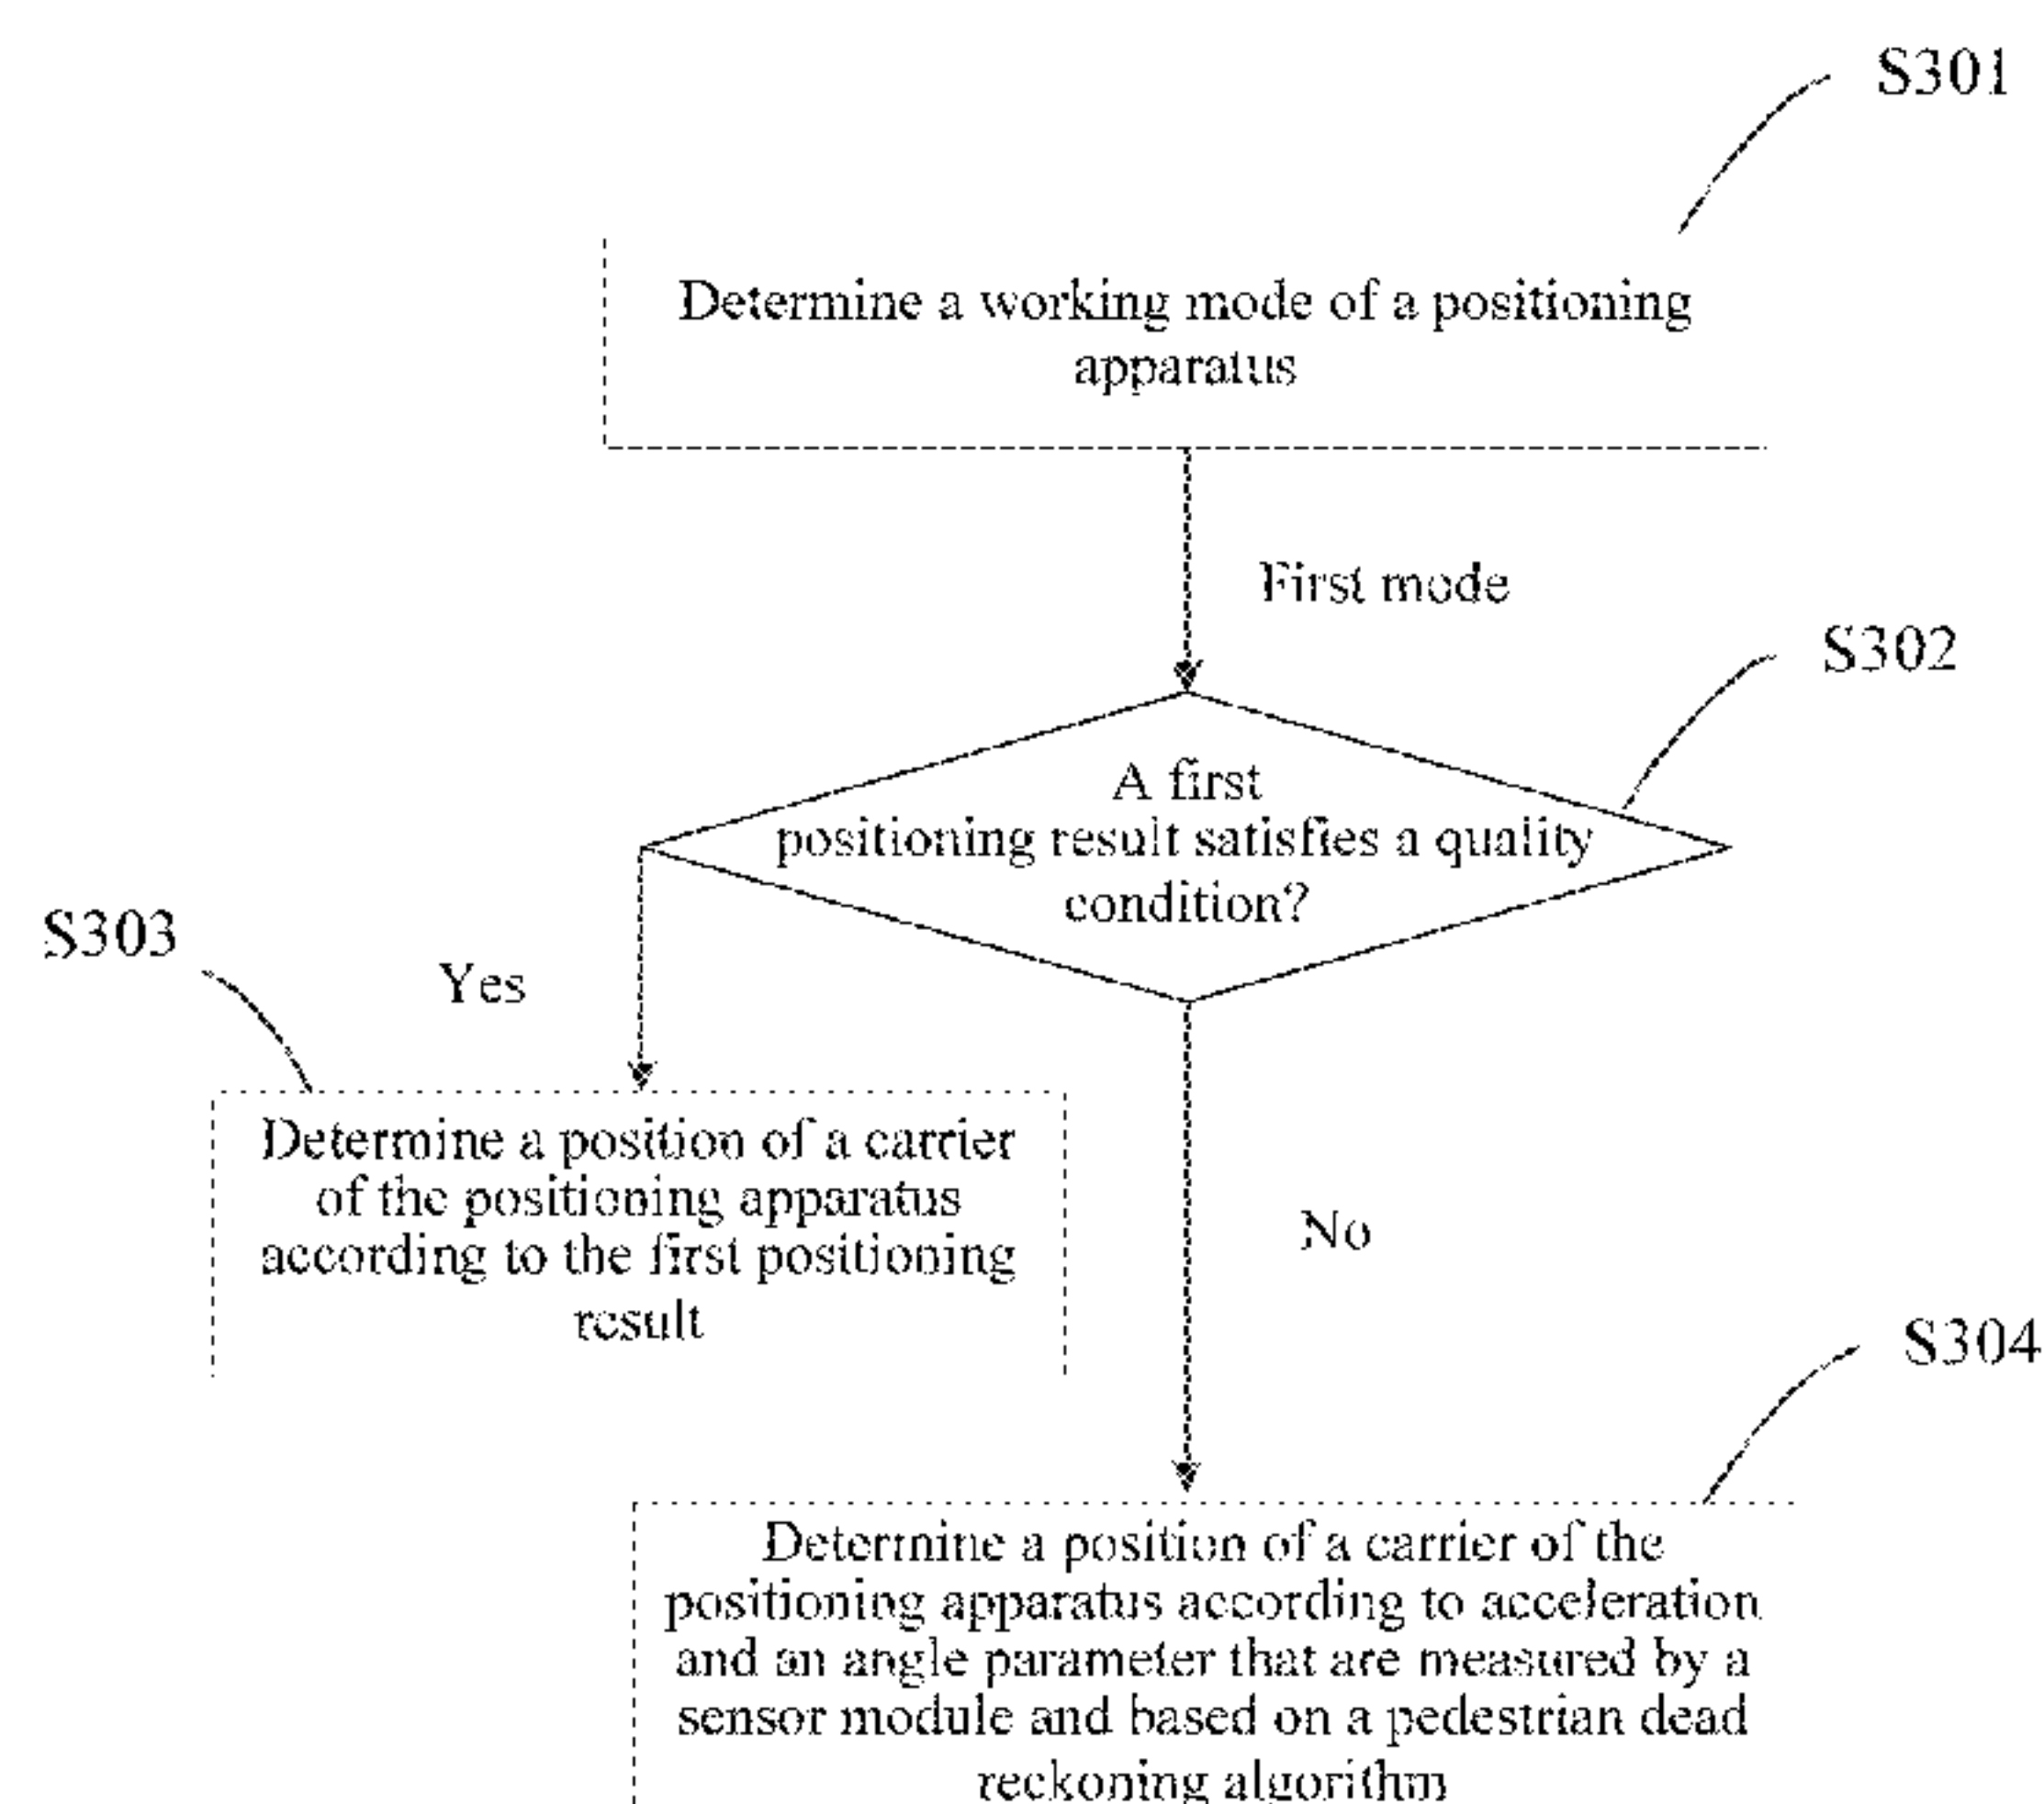 S301
Determine a working mode of a positioning
apparatus
First mode
S302
A first
positioning result satisfies a quality
condition?
S303
Yes
Determine a position of a carrier
of the positioning apparatus
according to the first positioning
result
No
S304
Determine a position of a carrier of the
positioning apparatus according to acceleration
and an angle parameter that are measured by a
sensor module and based on a pedestrian dead
reckoning algorithm